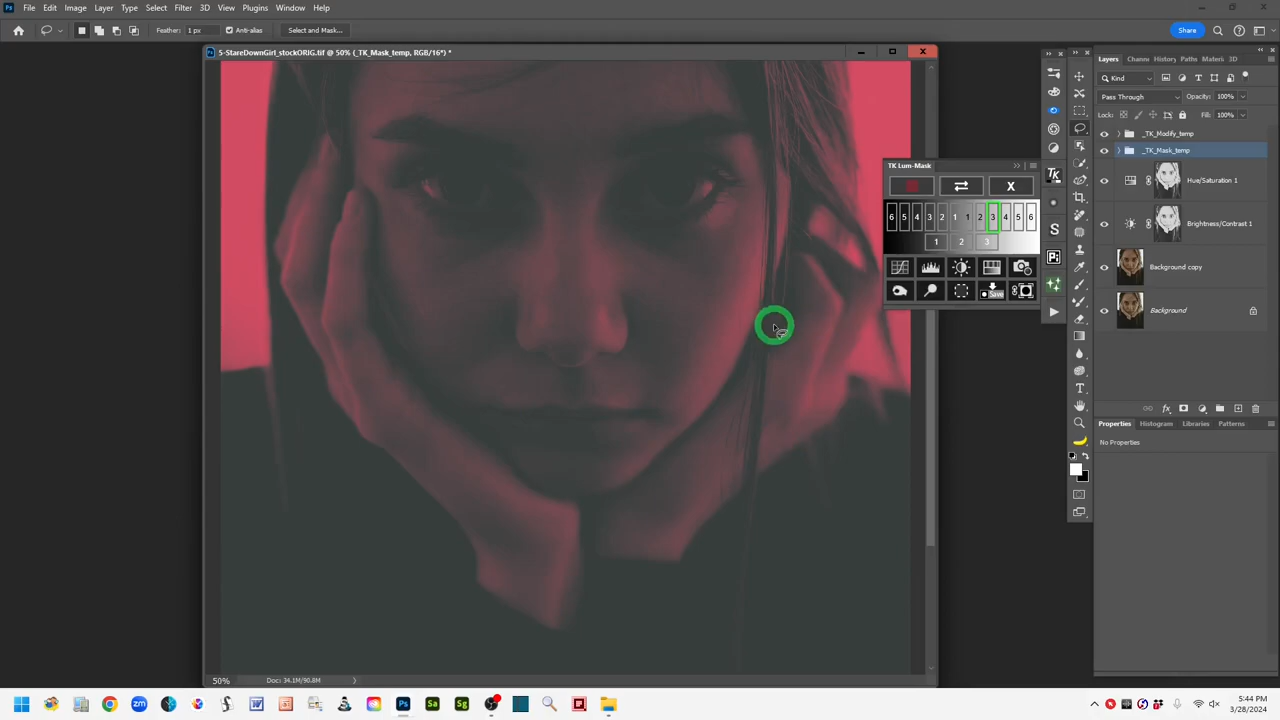 File Edit Image Layer Type Select Filter 3D View Plugins Window Help
Feather: 1 px Anti-alias Select and Mask... Share
5-StareDownGirl_stockORIG.tif @ 50% (_TK_Mask_temp, RGB/16*) *
Layers Chann History Paths Materi 3D
Kind
Pass Through Opacity: 100%
Lock: Fill: 100%
_TK_Modify_temp
_TK_Mask_temp
Hue/Saturation 1
Brightness/Contrast 1
Background copy
Background
TK Lum-Mask
X
6 5 4 3 2 1 1 2 3 4 5 6
1 2 3
Save
TK
S
Properties Histogram Libraries Patterns
No Properties
50% Doc: 34.1M/90.8M
5:44 PM
3/28/2024